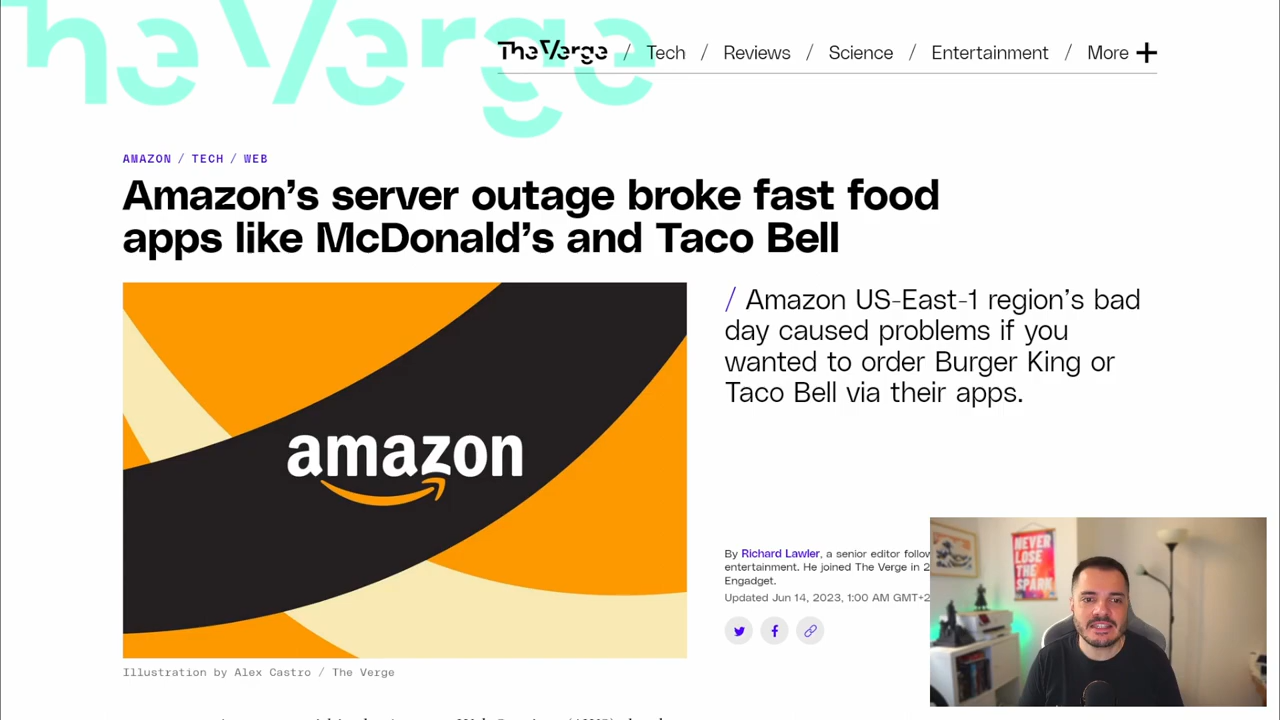 The Verge
The Verge / Tech / Reviews / Science / Entertainment / More +
AMAZON / TECH / WEB
Amazon's server outage broke fast food
apps like McDonald's and Taco Bell
/ Amazon US-East-1 region's bad
day caused problems if you
wanted to order Burger King or
Taco Bell via their apps.
amazon
By Richard Lawler, a senior editor follow
entertainment. He joined The Verge in 2
Engadget.
Updated Jun 14, 2023, 1:00 AM GMT+2
Illustration by Alex Castro / The Verge
NEVER
LOSE
THE
SPARK